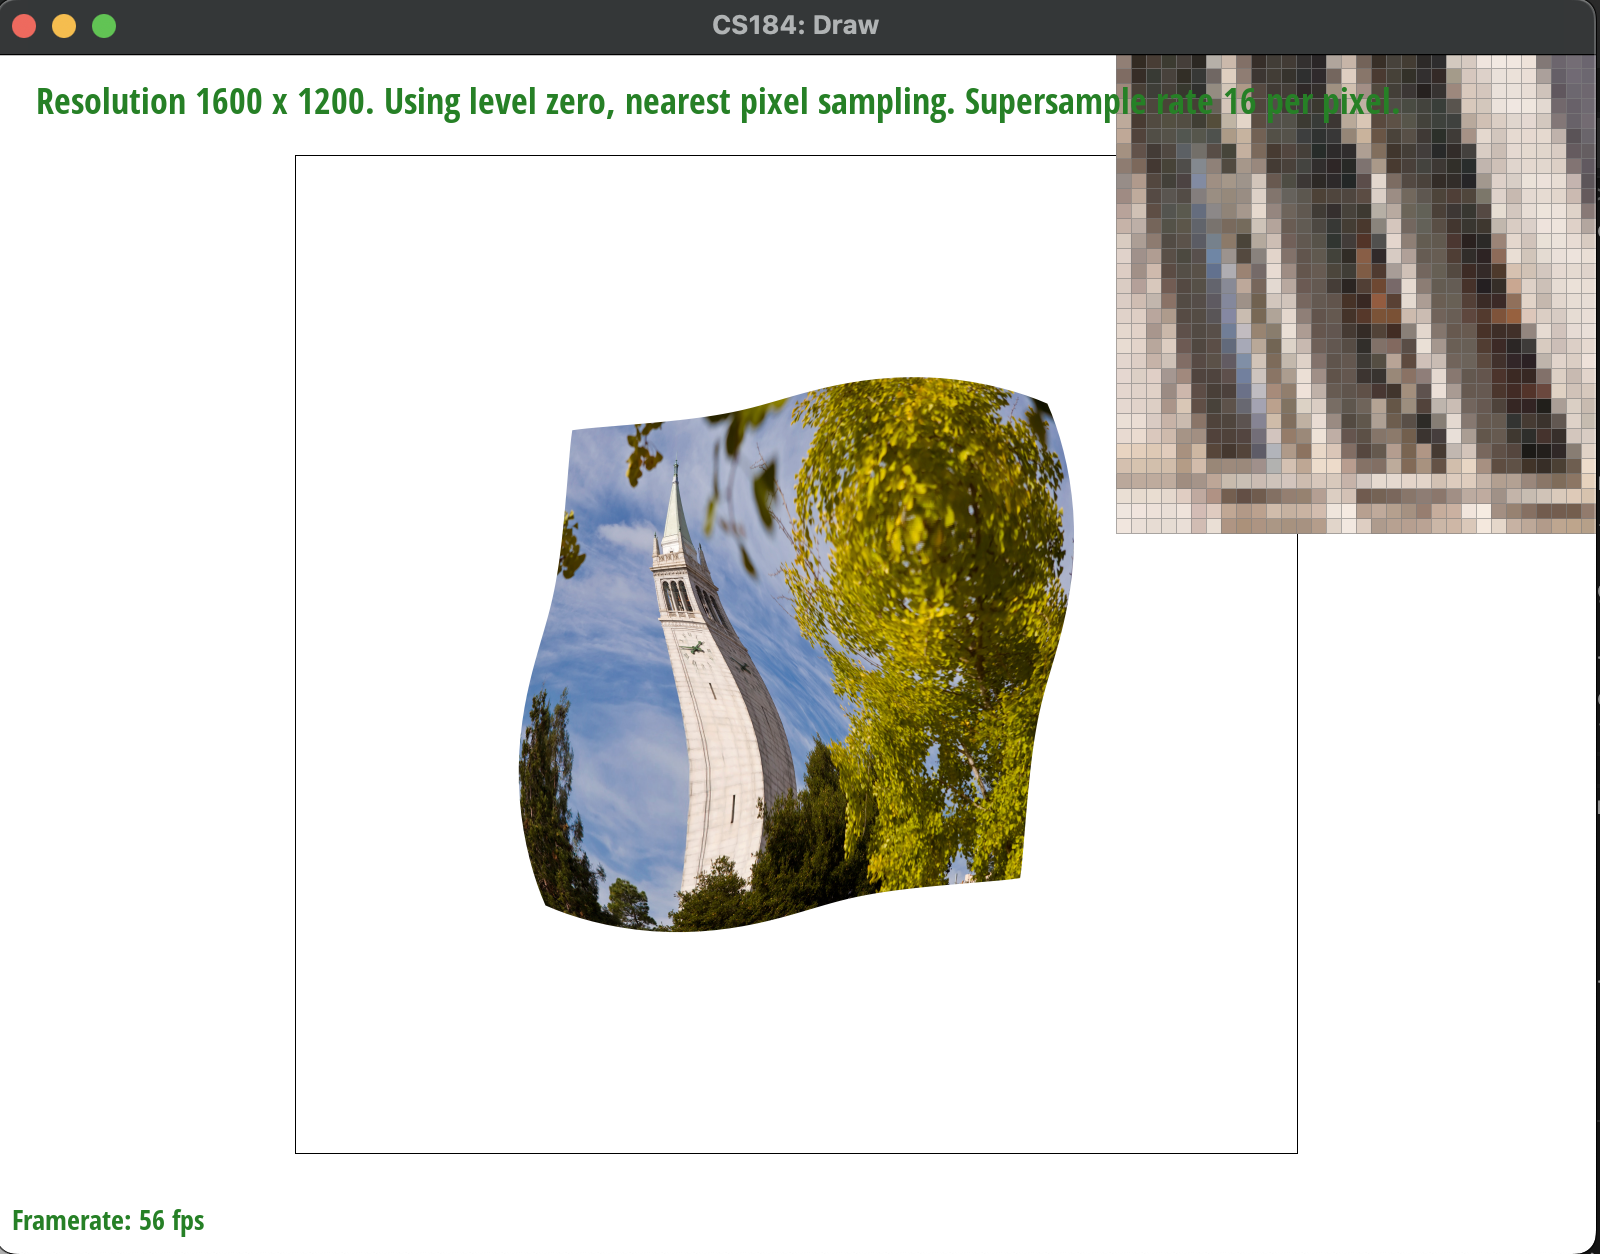 CS184: Draw
Resolution 1600 x 1200. Using level zero, nearest pixel sampling. Supersample rate 16 per pixel.
Framerate: 56 fps